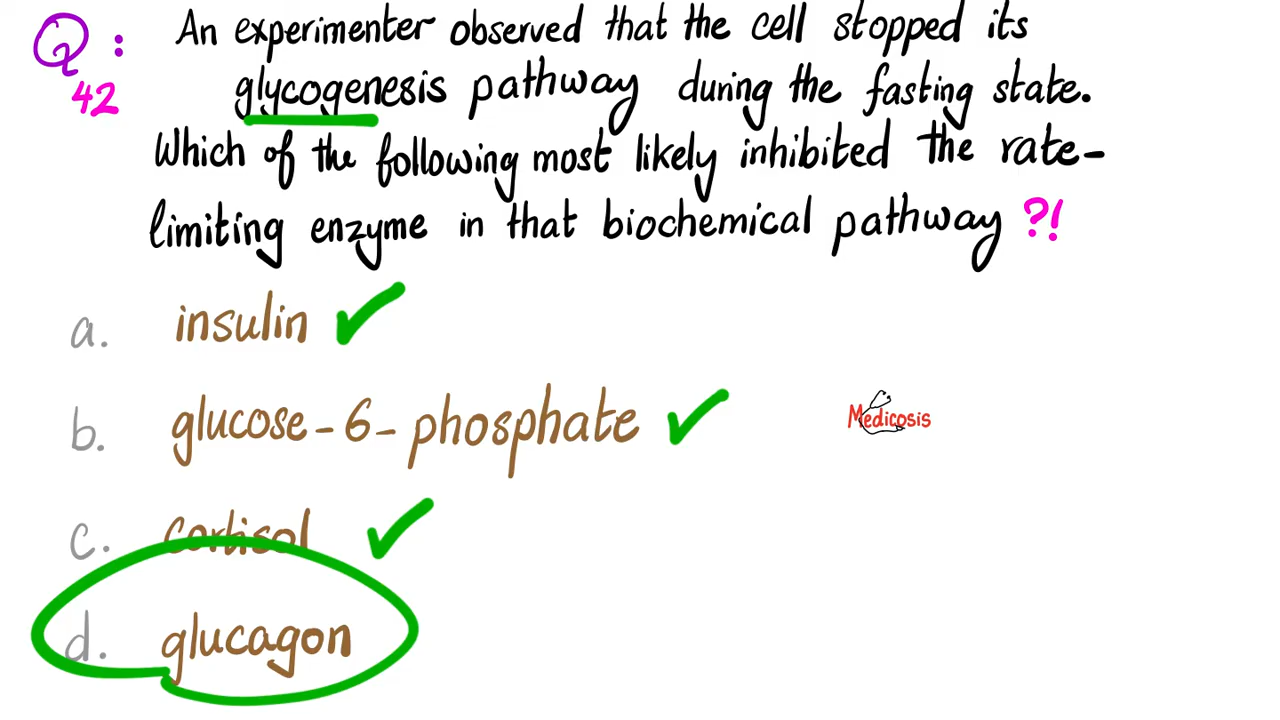 Q: An experimenter observed that the cell stopped its
42 glycogenesis pathway during the fasting state.
Which of the following most likely inhibited the rate-
limiting enzyme in that biochemical pathway ?!
a. insulin
b. glucose-6-phosphate
Medicosis
c. cortisol
d. glucagon